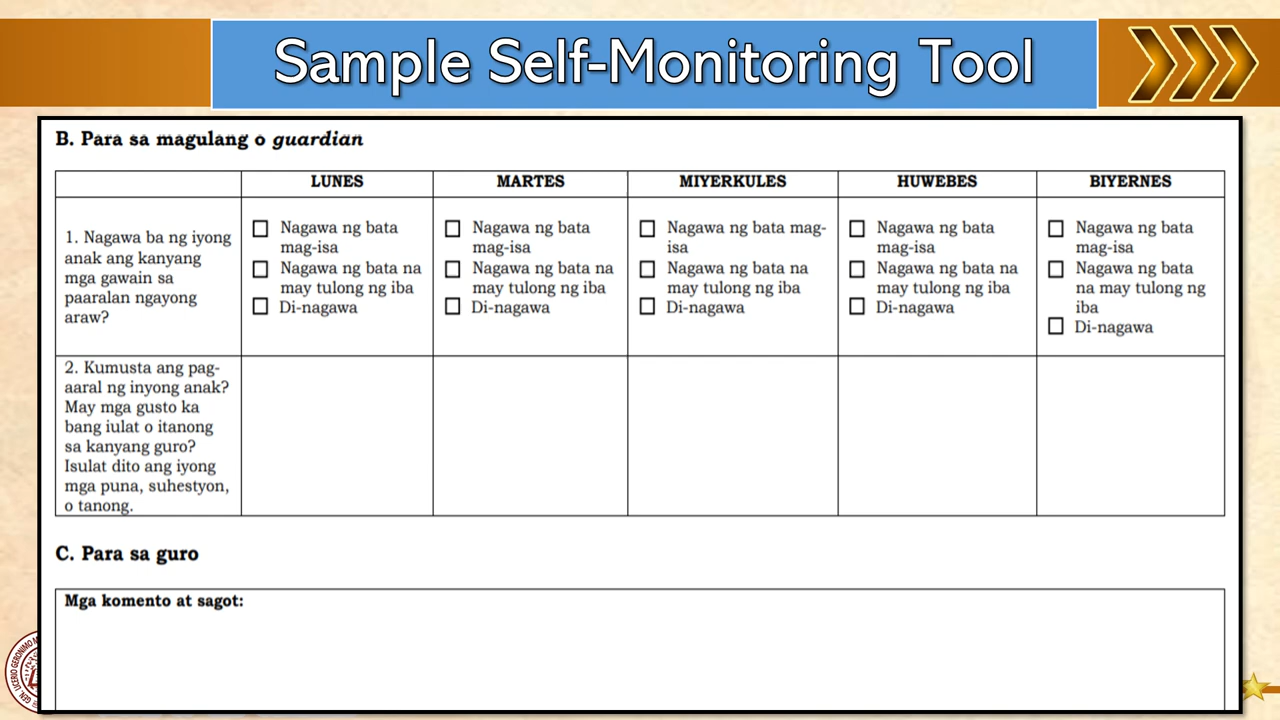 Sample Self-Monitoring Tool
B. Para sa magulang o guardian
LUNES MARTES MIYERKULES HUWEBES BIYERNES
1. Nagawa ba ng iyong
anak ang kanyang
mga gawain sa
paaralan ngayong
araw?
Nagawa ng bata
mag-isa
Nagawa ng bata na
may tulong ng iba
Di-nagawa
Nagawa ng bata
mag-isa
Nagawa ng bata na
may tulong ng iba
Di-nagawa
Nagawa ng bata mag-
isa
Nagawa ng bata na
may tulong ng iba
Di-nagawa
Nagawa ng bata
mag-isa
Nagawa ng bata na
may tulong ng iba
Di-nagawa
Nagawa ng bata
mag-isa
Nagawa ng bata
na may tulong ng
iba
Di-nagawa
2. Kumusta ang pag-
aaral ng inyong anak?
May mga gusto ka
bang iulat o itanong
sa kanyang guro?
Isulat dito ang iyong
mga puna, suhestyon,
o tanong.
C. Para sa guro
Mga komento at sagot:
GEN. LICERIO GERONIMO